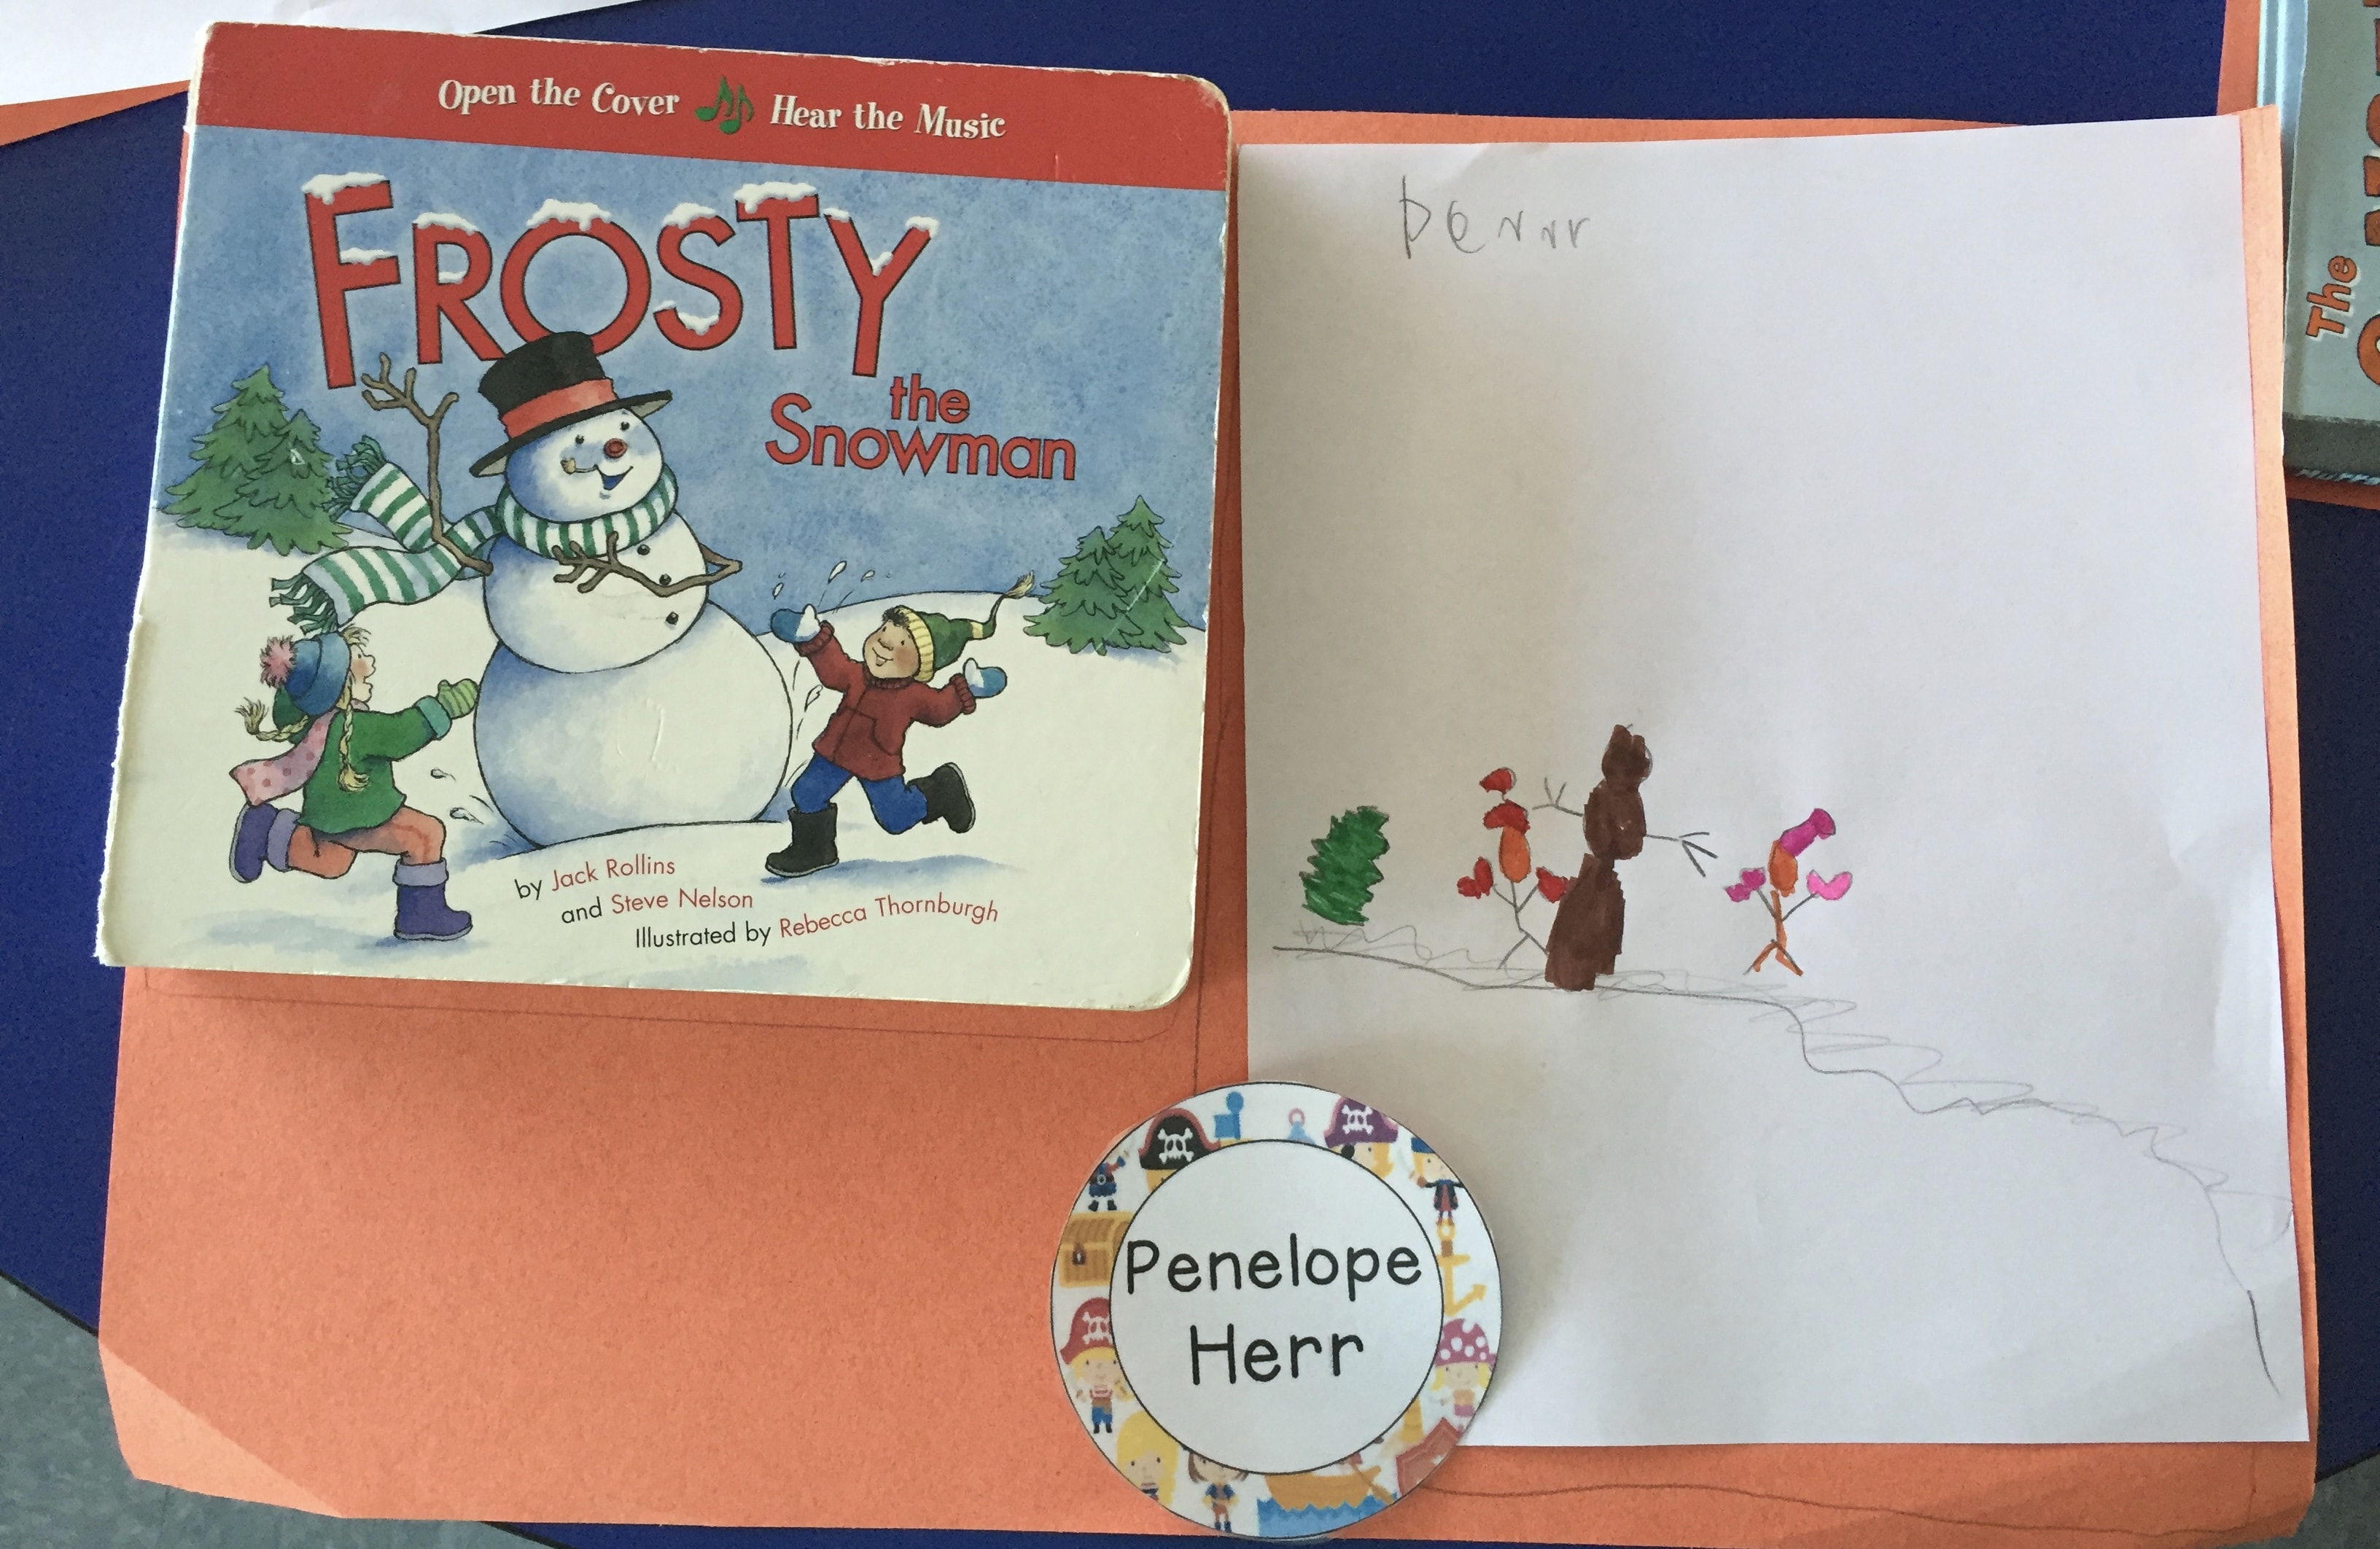 Open the Cover Hear the Music
FROSTY
the
Snowman
by Jack Rollins
and Steve Nelson
Illustrated by Rebecca Thornburgh
Penelope
Herr
The